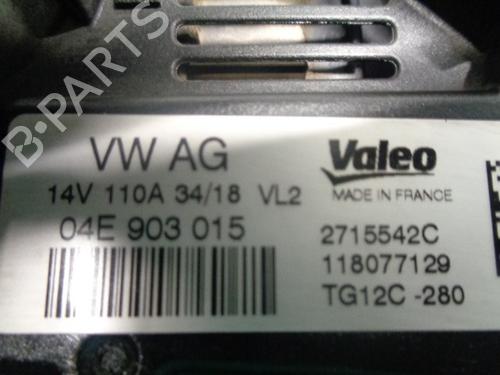 B-PARTS
VW AG
14V 110A 34/18 VL2
04E 903 015
Valeo
MADE IN FRANCE
2715542C
118077129
TG12C -280